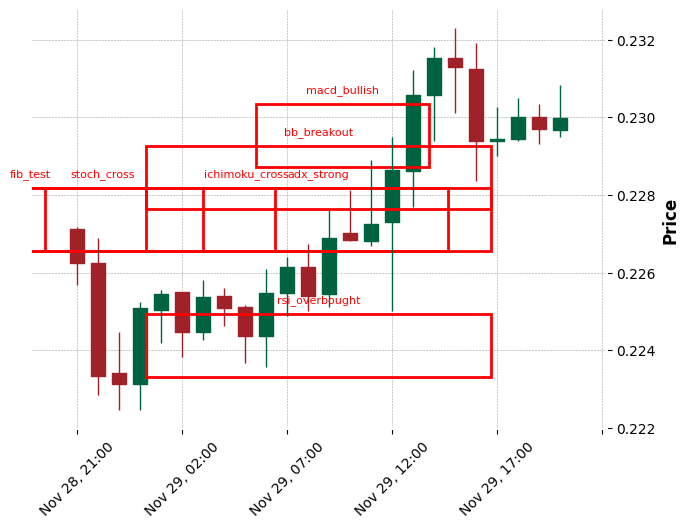 0.232
macd_bullish
0.230
bb_breakout
fib_test
stoch_cross
ichimoku_cross
adx_strong
0.228
Price
0.226
rsi_overbought
0.224
0.222
Nov 28, 21:00
Nov 29, 02:00
Nov 29, 07:00
Nov 29, 12:00
Nov 29, 17:00